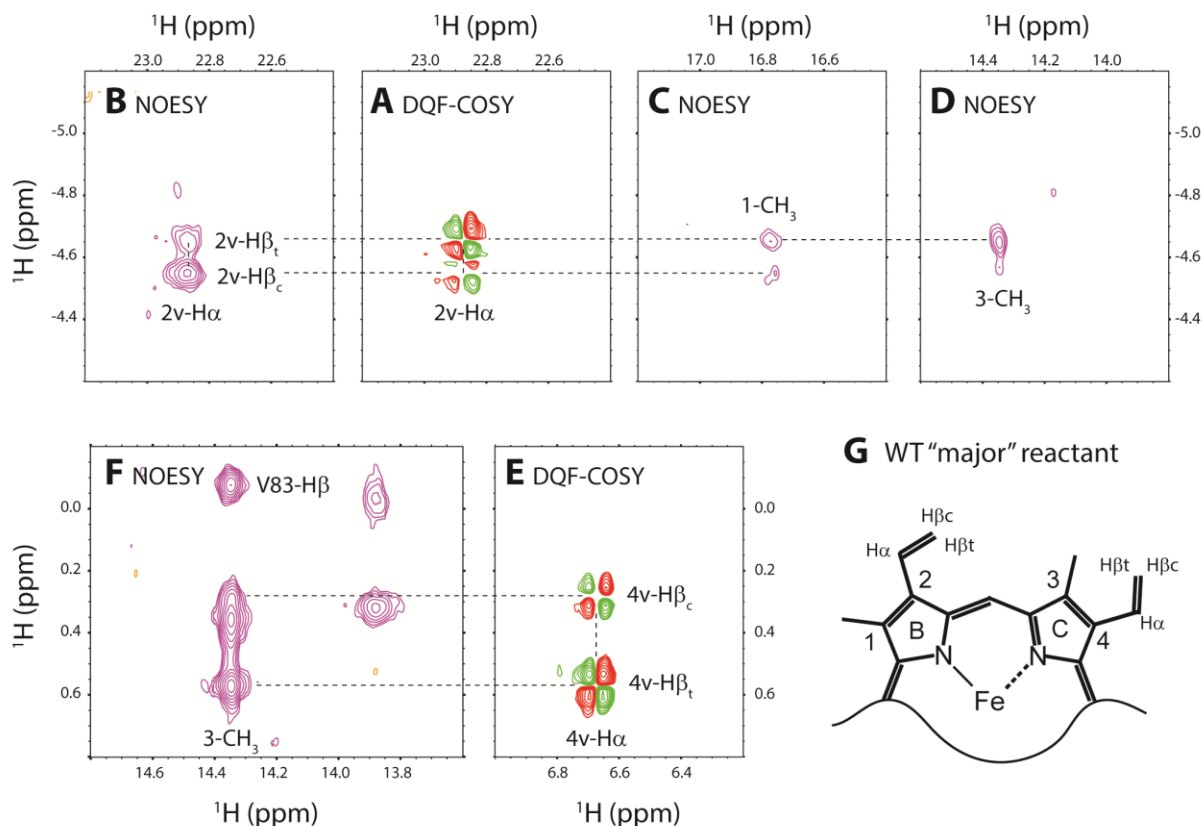 ¹H (ppm) ¹H (ppm) ¹H (ppm) ¹H (ppm)
23.0 22.8 22.6 23.0 22.8 22.6 17.0 16.8 16.6 14.4 14.2 14.0
B NOESY A DQF-COSY C NOESY D NOESY
-5.0 -5.0
-4.8 -4.8
1-CH₃
2v-Hβt
¹H (ppm)
-4.6 -4.6
2v-Hβc
2v-Hα 2v-Hα 3-CH₃
-4.4 -4.4
F NOESY E DQF-COSY G WT “major” reactant
V83-Hβ
0.0 0.0
Hβc
Hα Hβt Hβt Hβc
0.2 0.2
4v-Hβc
2 3
Hα
¹H (ppm)
0.4 0.4
1 B C 4
N N
4v-Hβt
0.6 0.6
Fe
3-CH₃ 4v-Hα
14.6 14.4 14.2 14.0 13.8 6.8 6.6 6.4
¹H (ppm) ¹H (ppm)